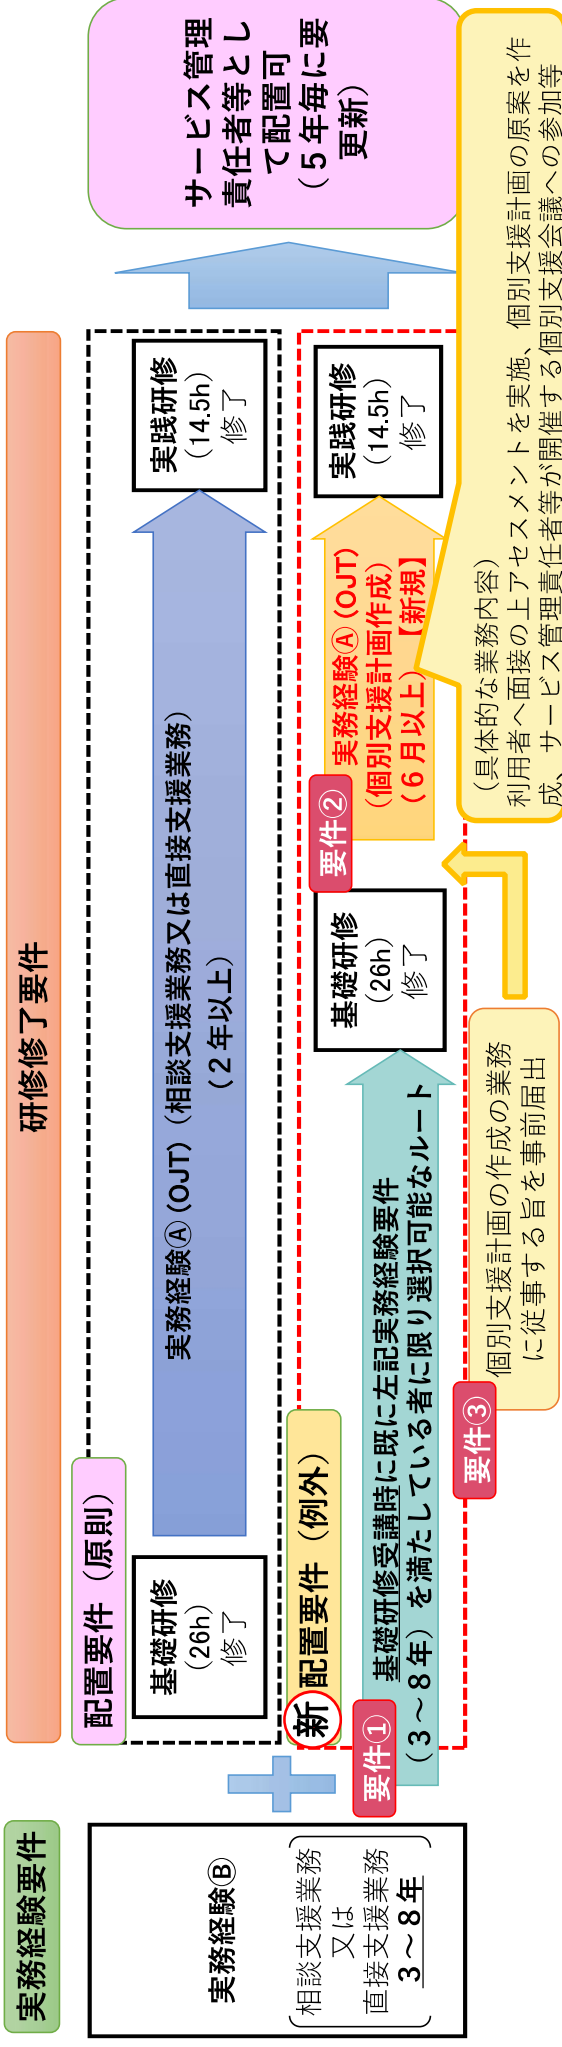 実務経験要件
研修修了要件
実務経験Ⓑ
相談支援業務
又は
直接支援業務
３～８年
配置要件（原則）
基礎研修
(26h)
修了
実務経験Ⓐ(OJT)（相談支援業務又は直接支援業務）
（２年以上）
実践研修
(14.5h)
修了
新
配置要件（例外）
要件①
基礎研修受講時に既に左記実務経験要件
（３～８年）を満たしている者に限り選択可能なルート
基礎研修
(26h)
修了
要件②
実務経験Ⓐ(OJT)
(個別支援計画作成)
（６月以上）【新規】
実践研修
(14.5h)
修了
要件③
個別支援計画の作成の業務
に従事する旨を事前届出
（具体的な業務内容）
利用者へ面接の上アセスメントを実施、個別支援計画の原案を作
成、サービス管理責任者等が開催する個別支援会議への参加等
サービス管理
責任者等とし
て配置可
（５年毎に要
更新）